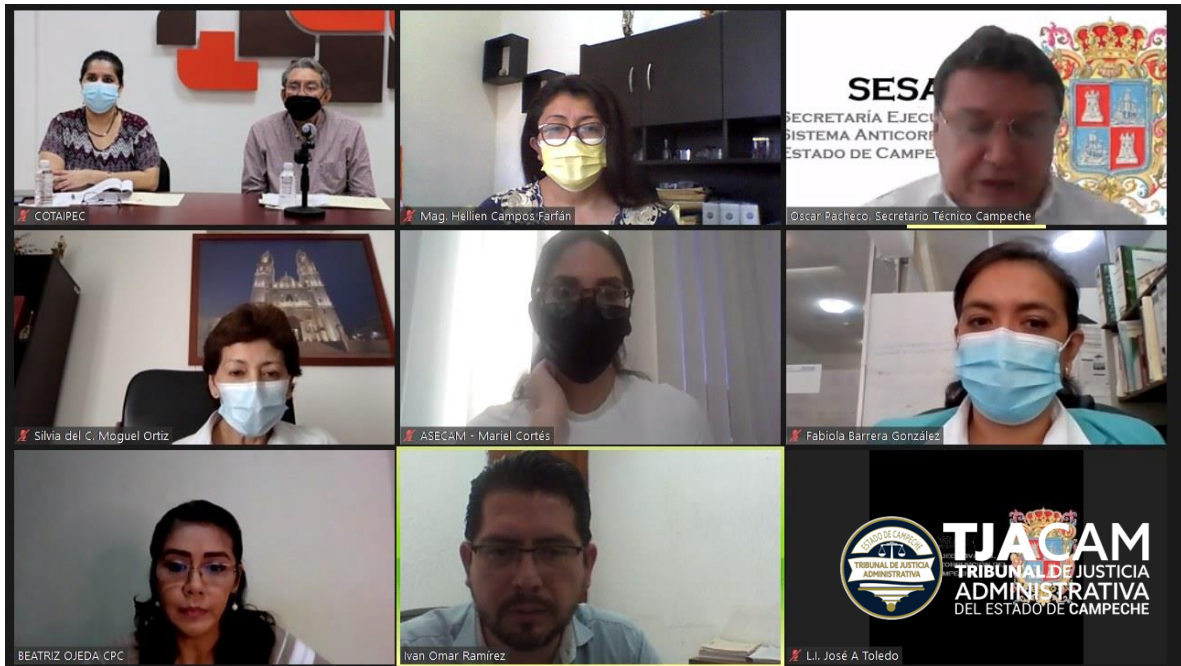 COTAIPEC
Mag. Hellien Campos Farfán
SESA
SECRETARÍA EJECU
SISTEMA ANTICORR
ESTADO DE CAMPE
Oscar Pacheco. Secretario Técnico Campeche
Silvia del C. Moguel Ortiz
ASECAM - Mariel Cortés
Fabiola Barrera González
BEATRIZ OJEDA CPC
Ivan Omar Ramírez
ESTADO DE CAMPECHE
TRIBUNAL DE JUSTICIA
ADMINISTRATIVA
TJACAM
TRIBUNAL DE JUSTICIA
ADMINISTRATIVA
DEL ESTADO DE CAMPECHE
L.I. José A Toledo